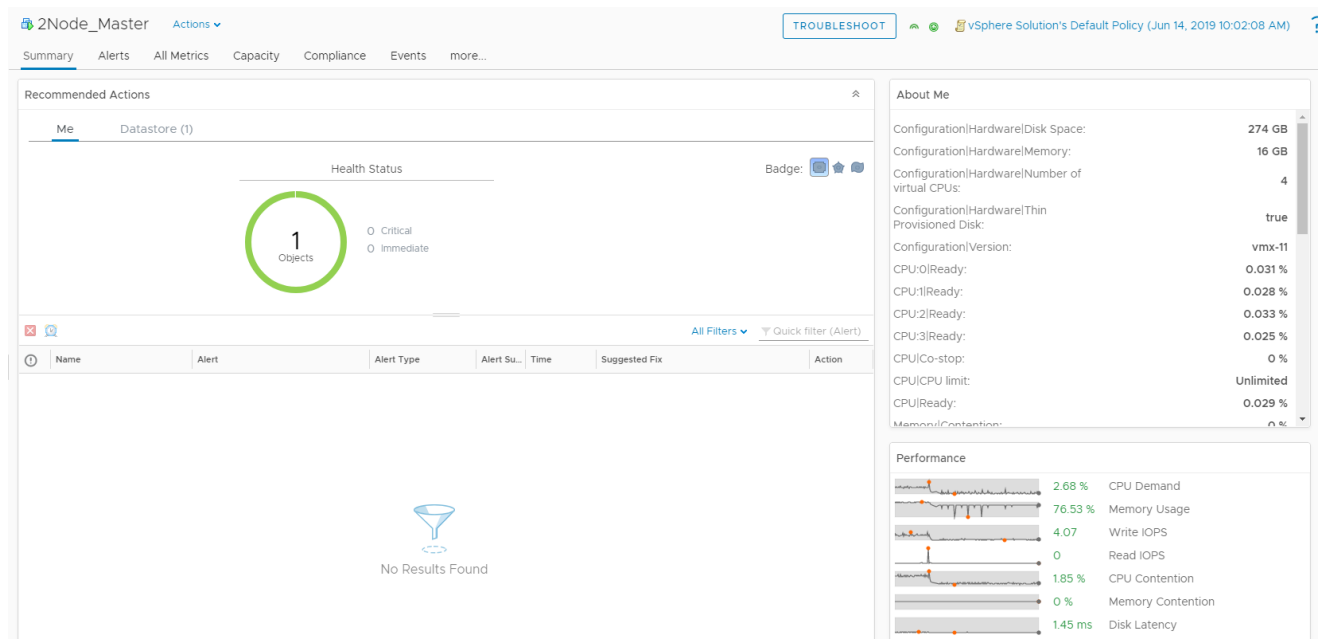 2Node_Master Actions TROUBLESHOOT vSphere Solution's Default Policy (Jun 14, 2019 10:02:08 AM) ?
Summary Alerts All Metrics Capacity Compliance Events more...
Recommended Actions
Me Datastore (1)
Health Status
Badge:
1
Objects
0 Critical
0 Immediate
All Filters Quick filter (Alert)
Name Alert Alert Type Alert Su... Time Suggested Fix Action
No Results Found
About Me
Configuration|Hardware|Disk Space: 274 GB
Configuration|Hardware|Memory: 16 GB
Configuration|Hardware|Number of
virtual CPUs: 4
Configuration|Hardware|Thin
Provisioned Disk: true
Configuration|Version: vmx-11
CPU:0|Ready: 0.031 %
CPU:1|Ready: 0.028 %
CPU:2|Ready: 0.033 %
CPU:3|Ready: 0.025 %
CPU|Co-stop: 0 %
CPU|CPU limit: Unlimited
CPU|Ready: 0.029 %
Memory|Contention: 0 %
Performance
2.68 % CPU Demand
76.53 % Memory Usage
4.07 Write IOPS
0 Read IOPS
1.85 % CPU Contention
0 % Memory Contention
1.45 ms Disk Latency